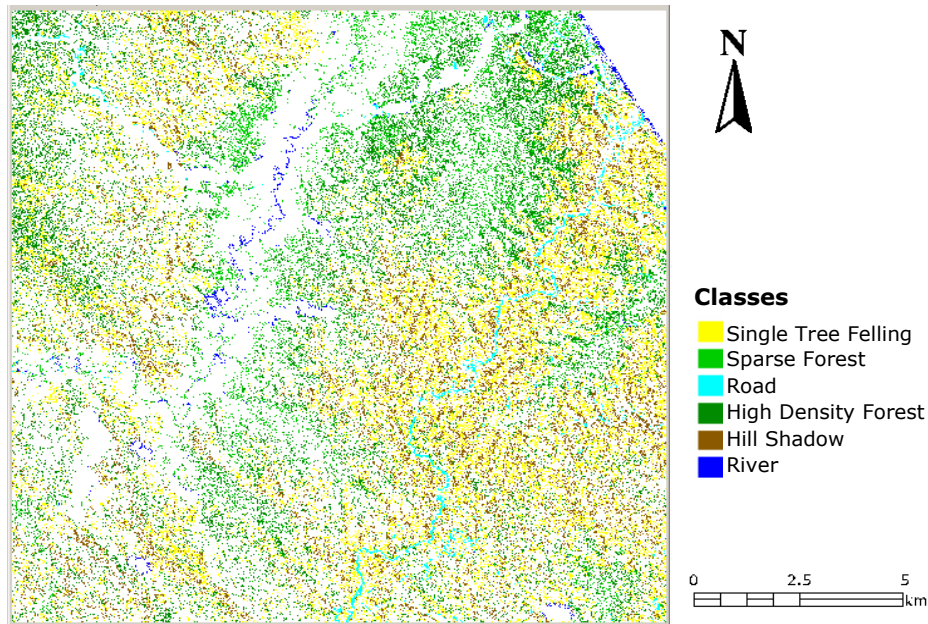 N
Classes
Single Tree Felling
Sparse Forest
Road
High Density Forest
Hill Shadow
River
0 2.5 5
km